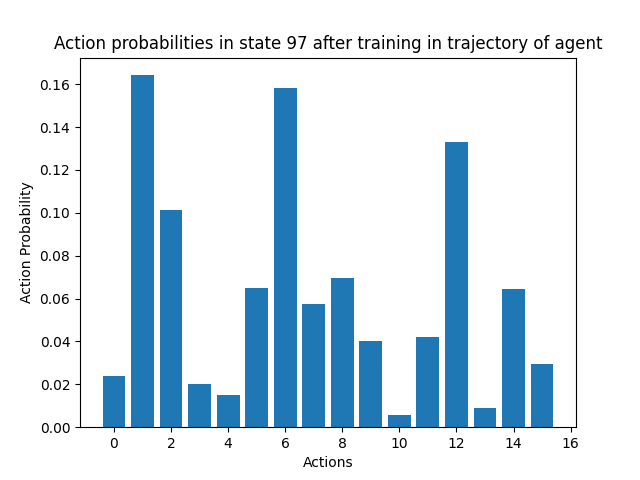 Action probabilities in state 97 after training in trajectory of agent
0.16
0.14
0.12
0.10
0.08
0.06
0.04
0.02
0.00
Action Probability
0 2 4 6 8 10 12 14 16
Actions